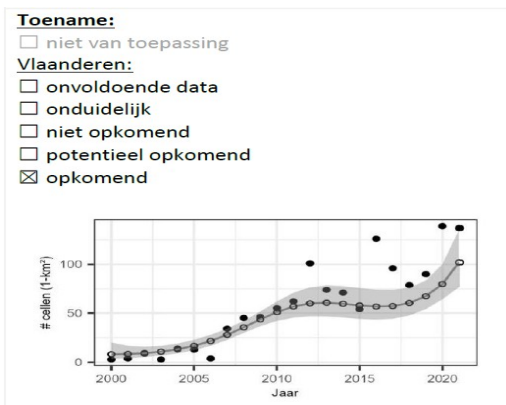 Toename:
☐ niet van toepassing
Vlaanderen:
☐ onvoldoende data
☐ onduidelijk
☐ niet opkomend
☐ potentieel opkomend
☒ opkomend
# cellen (1-km²)
100
50
0
2000 2005 2010 2015 2020
Jaar